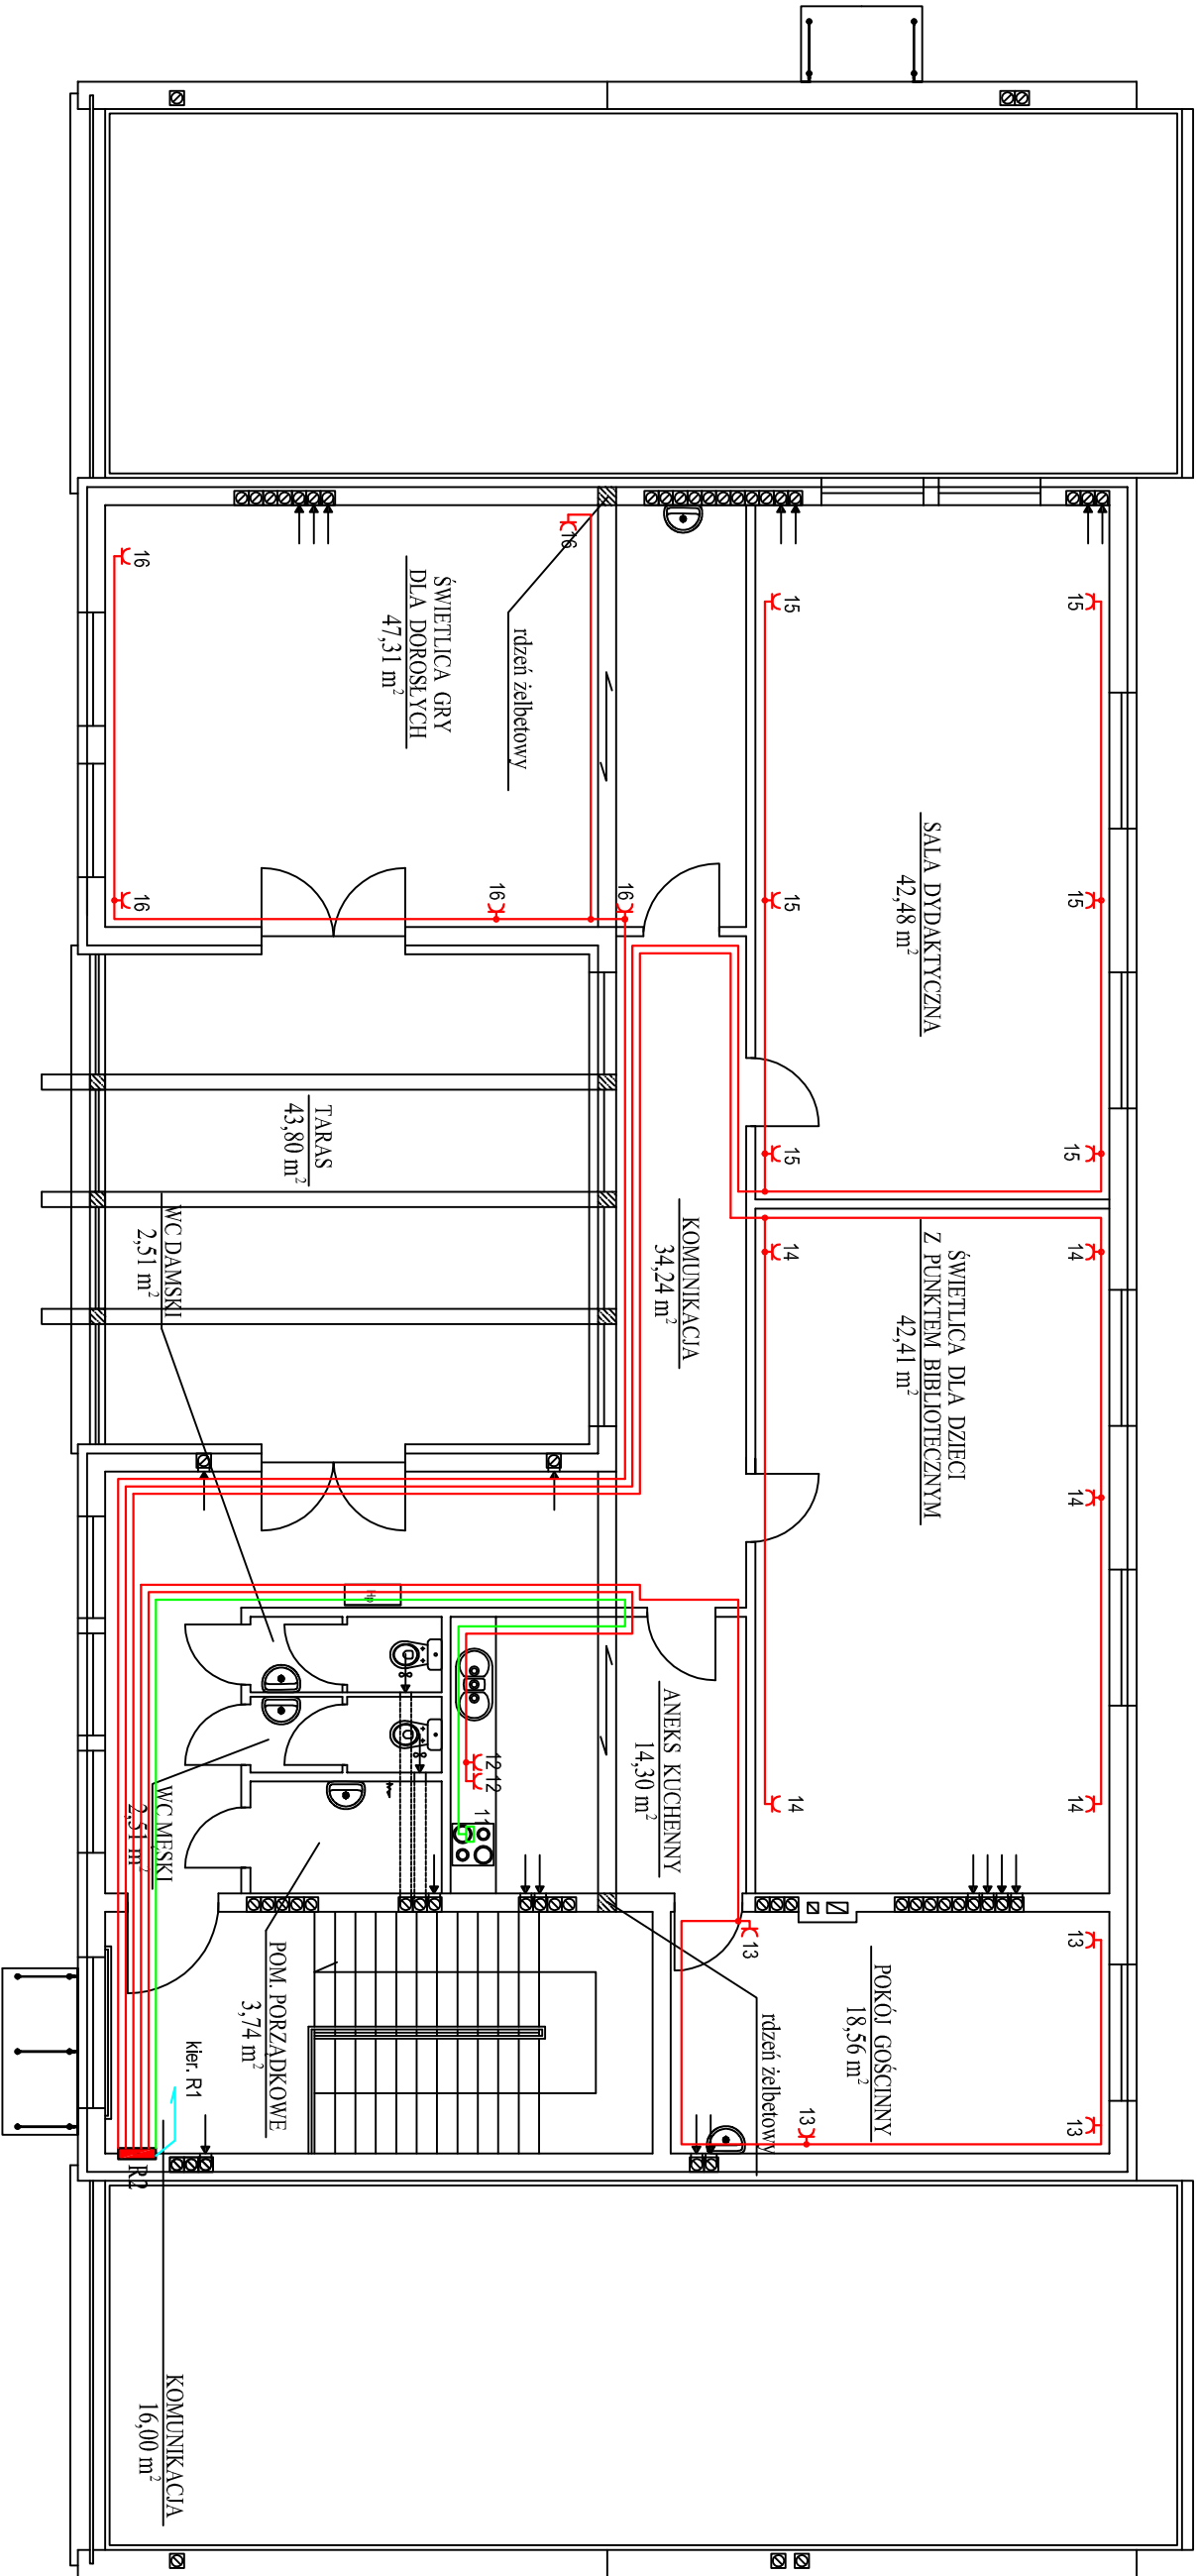 15
15
15
14
14
14
13
13
SALA DYDAKTYCZNA
42,48 m²
ŚWIETLICA DLA DZIECI
Z PUNKTEM BIBLIOTECZNYM
42,41 m²
POKÓJ GOŚCINNY
18,56 m²
15
15
15
14
14
13
13
rdzeń żelbetowy
KOMUNIKACJA
34,24 m²
ANEKS KUCHENNY
14,30 m²
16
16
16
rdzeń żelbetowy
12
12
11
ŚWIETLICA GRY
DLA DOROSŁYCH
47,31 m²
Hp
TARAS
43,80 m²
POM. PORZĄDKOWE
3,74 m²
WC DAMSKI
2,51 m²
WC MĘSKI
2,51 m²
kier. R1
KOMUNIKACJA
16,00 m²
16
16
R2